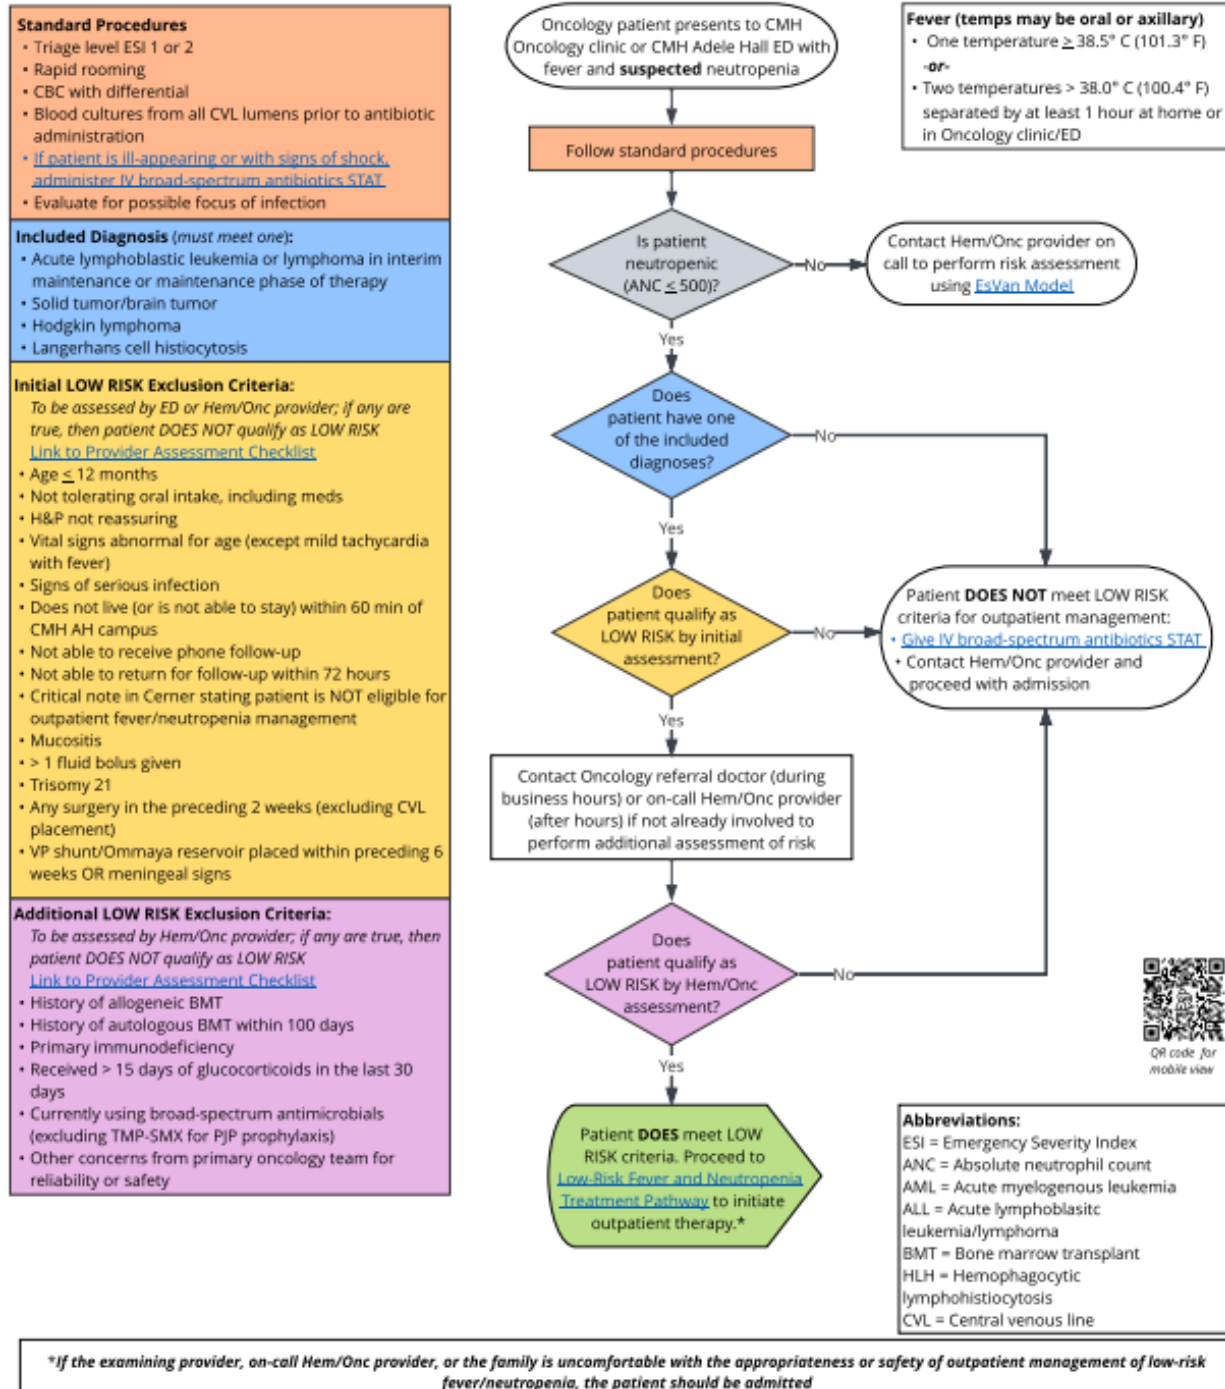 Standard Procedures
• Triage level ESI 1 or 2
• Rapid rooming
• CBC with differential
• Blood cultures from all CVL lumens prior to antibiotic
administration
• If patient is ill-appearing or with signs of shock,
administer IV broad-spectrum antibiotics STAT
• Evaluate for possible focus of infection
Included Diagnosis (must meet one):
• Acute lymphoblastic leukemia or lymphoma in interim
maintenance or maintenance phase of therapy
• Solid tumor/brain tumor
• Hodgkin lymphoma
• Langerhans cell histiocytosis
Initial LOW RISK Exclusion Criteria:
To be assessed by ED or Hem/Onc provider; if any are
true, then patient DOES NOT qualify as LOW RISK
Link to Provider Assessment Checklist
• Age ≤ 12 months
• Not tolerating oral intake, including meds
• H&P not reassuring
• Vital signs abnormal for age (except mild tachycardia
with fever)
• Signs of serious infection
• Does not live (or is not able to stay) within 60 min of
CMH AH campus
• Not able to receive phone follow-up
• Not able to return for follow-up within 72 hours
• Critical note in Cerner stating patient is NOT eligible for
outpatient fever/neutropenia management
• Mucositis
• > 1 fluid bolus given
• Trisomy 21
• Any surgery in the preceding 2 weeks (excluding CVL
placement)
• VP shunt/Ommaya reservoir placed within preceding 6
weeks OR meningeal signs
Additional LOW RISK Exclusion Criteria:
To be assessed by Hem/Onc provider; if any are true, then
patient DOES NOT qualify as LOW RISK
Link to Provider Assessment Checklist
• History of allogeneic BMT
• History of autologous BMT within 100 days
• Primary immunodeficiency
• Received > 15 days of glucocorticoids in the last 30
days
• Currently using broad-spectrum antimicrobials
(excluding TMP-SMX for PJP prophylaxis)
• Other concerns from primary oncology team for
reliability or safety
Oncology patient presents to CMH
Oncology clinic or CMH Adele Hall ED with
fever and suspected neutropenia
Follow standard procedures
Is patient
neutropenic
(ANC ≤ 500)?
No
Contact Hem/Onc provider on
call to perform risk assessment
using EsVan Model
Yes
Does
patient have one
of the included
diagnoses?
No
Yes
Does
patient qualify as
LOW RISK by initial
assessment?
No
Patient DOES NOT meet LOW RISK
criteria for outpatient management:
• Give IV broad-spectrum antibiotics STAT
• Contact Hem/Onc provider and
proceed with admission
Yes
Contact Oncology referral doctor (during
business hours) or on-call Hem/Onc provider
(after hours) if not already involved to
perform additional assessment of risk
Does
patient qualify as
LOW RISK by Hem/Onc
assessment?
No
Yes
Patient DOES meet LOW
RISK criteria. Proceed to
Low-Risk Fever and Neutropenia
Treatment Pathway to initiate
outpatient therapy.*
Fever (temps may be oral or axillary)
• One temperature ≥ 38.5° C (101.3° F)
-or-
• Two temperatures > 38.0° C (100.4° F)
separated by at least 1 hour at home or
in Oncology clinic/ED
QR code for
mobile view
Abbreviations:
ESI = Emergency Severity Index
ANC = Absolute neutrophil count
AML = Acute myelogenous leukemia
ALL = Acute lymphoblasitc
leukemia/lymphoma
BMT = Bone marrow transplant
HLH = Hemophagocytic
lymphohistiocytosis
CVL = Central venous line
*If the examining provider, on-call Hem/Onc provider, or the family is uncomfortable with the appropriateness or safety of outpatient management of low-risk
fever/neutropenia, the patient should be admitted